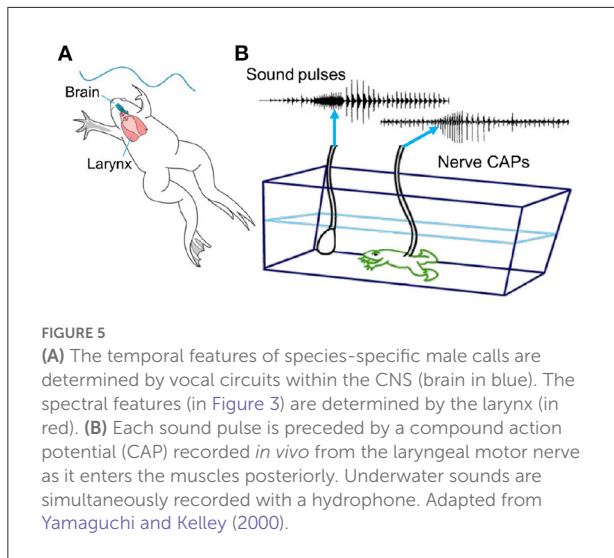 A
B
Brain
Larynx
Sound pulses
Nerve CAPs
FIGURE 5
(A) The temporal features of species-specific male calls are
determined by vocal circuits within the CNS (brain in blue). The
spectral features (in Figure 3) are determined by the larynx (in
red). (B) Each sound pulse is preceded by a compound action
potential (CAP) recorded in vivo from the laryngeal motor nerve
as it enters the muscles posteriorly. Underwater sounds are
simultaneously recorded with a hydrophone. Adapted from
Yamaguchi and Kelley (2000).